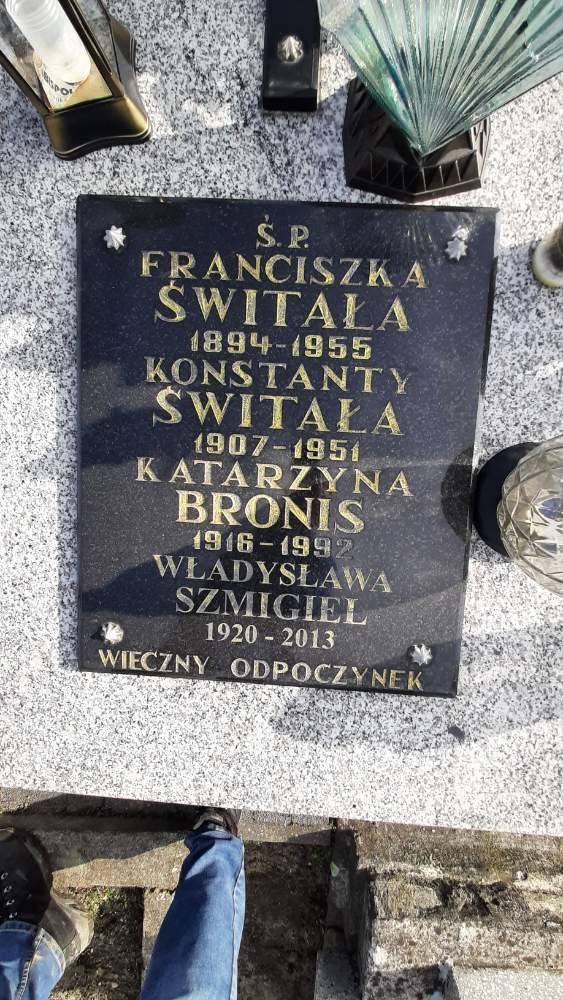 Ś.P.
FRANCISZKA
ŚWITAŁA
1894-1955
KONSTANTY
ŚWITAŁA
1907-1951
KATARZYNA
BRONIS
1916-1992
WŁADYSŁAWA
SZMIGIEL
1920 - 2013
WIECZNY ODPOCZYNEK